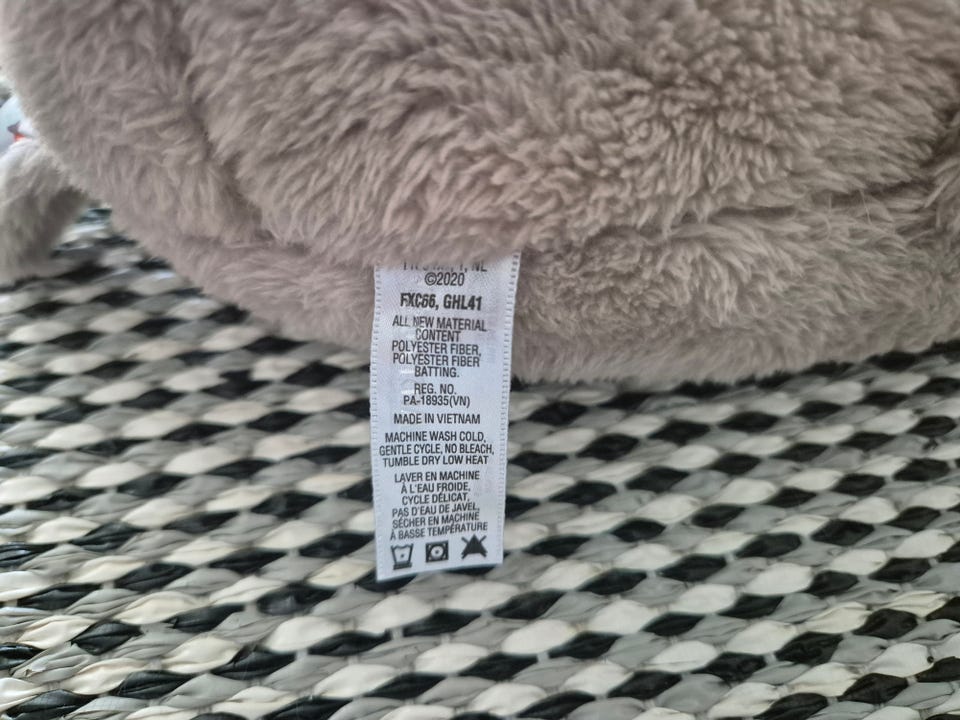 NL
©2020
FXC66, GHL41
ALL NEW MATERIAL
CONTENT
POLYESTER FIBER,
POLYESTER FIBER
BATTING.
REG. NO.
PA-18935(VN)
MADE IN VIETNAM
MACHINE WASH COLD,
GENTLE CYCLE, NO BLEACH,
TUMBLE DRY LOW HEAT
LAVER EN MACHINE
À L'EAU FROIDE,
CYCLE DÉLICAT,
PAS D'EAU DE JAVEL,
SÉCHER EN MACHINE
À BASSE TEMPÉRATURE